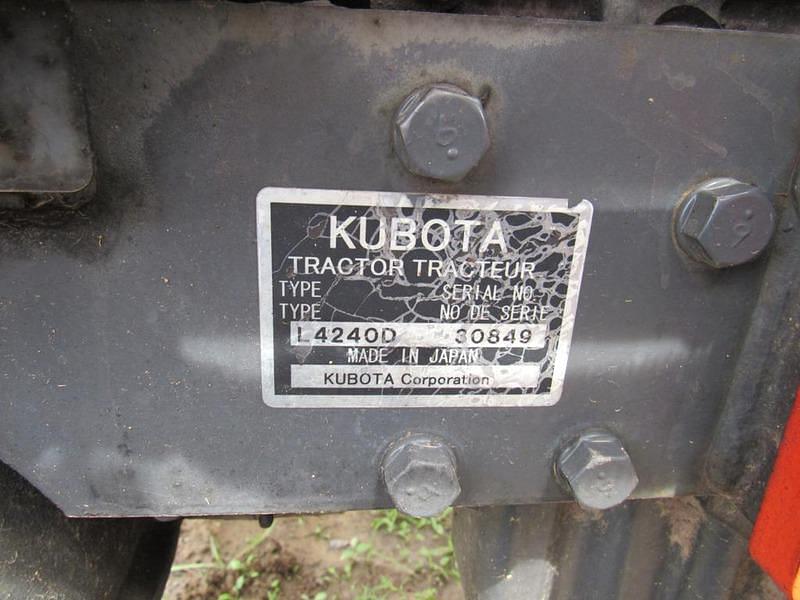 KUBOTA
TRACTOR TRACTEUR
TYPE SERIAL NO.
TYPE NO DE SERIE
L4240D 30849
MADE IN JAPAN
KUBOTA Corporation